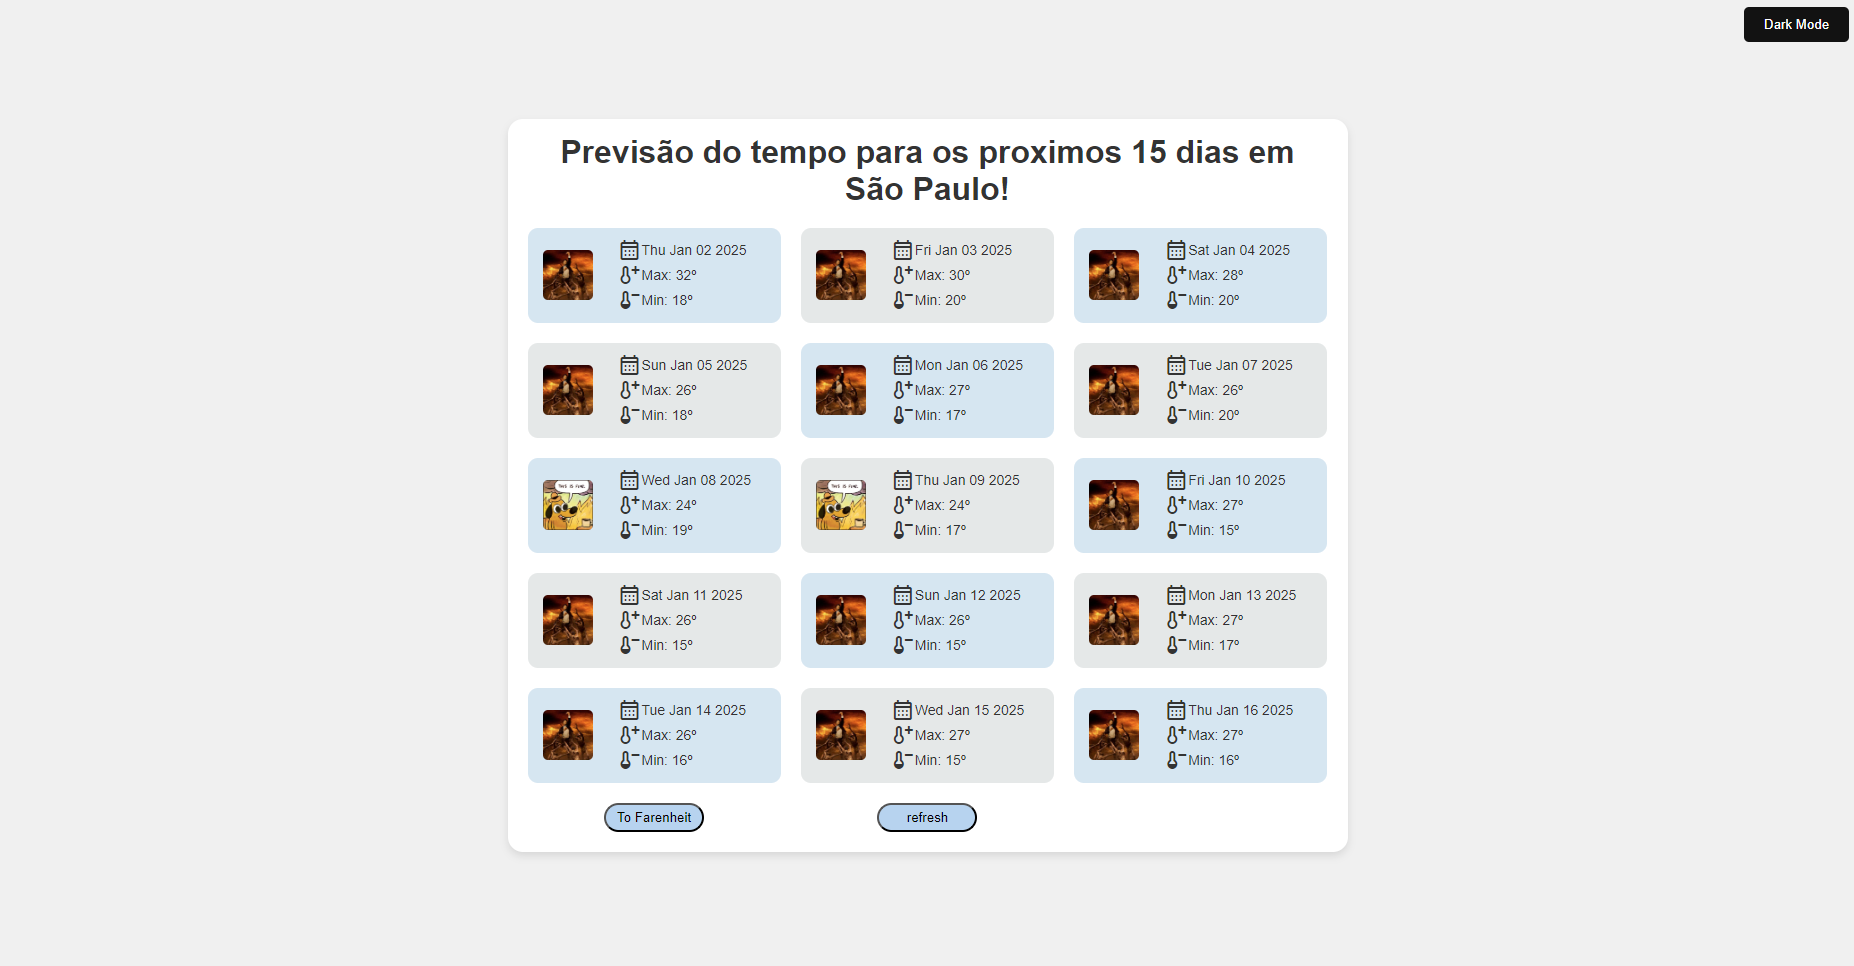 Dark Mode
Previsão do tempo para os proximos 15 dias em
São Paulo!
Thu Jan 02 2025
Max: 32º
Min: 18º
Fri Jan 03 2025
Max: 30º
Min: 20º
Sat Jan 04 2025
Max: 28º
Min: 20º
Sun Jan 05 2025
Max: 26º
Min: 18º
Mon Jan 06 2025
Max: 27º
Min: 17º
Tue Jan 07 2025
Max: 26º
Min: 20º
THIS IS FINE.
Wed Jan 08 2025
Max: 24º
Min: 19º
THIS IS FINE.
Thu Jan 09 2025
Max: 24º
Min: 17º
Fri Jan 10 2025
Max: 27º
Min: 15º
Sat Jan 11 2025
Max: 26º
Min: 15º
Sun Jan 12 2025
Max: 26º
Min: 15º
Mon Jan 13 2025
Max: 27º
Min: 17º
Tue Jan 14 2025
Max: 26º
Min: 16º
Wed Jan 15 2025
Max: 27º
Min: 15º
Thu Jan 16 2025
Max: 27º
Min: 16º
To Farenheit
refresh